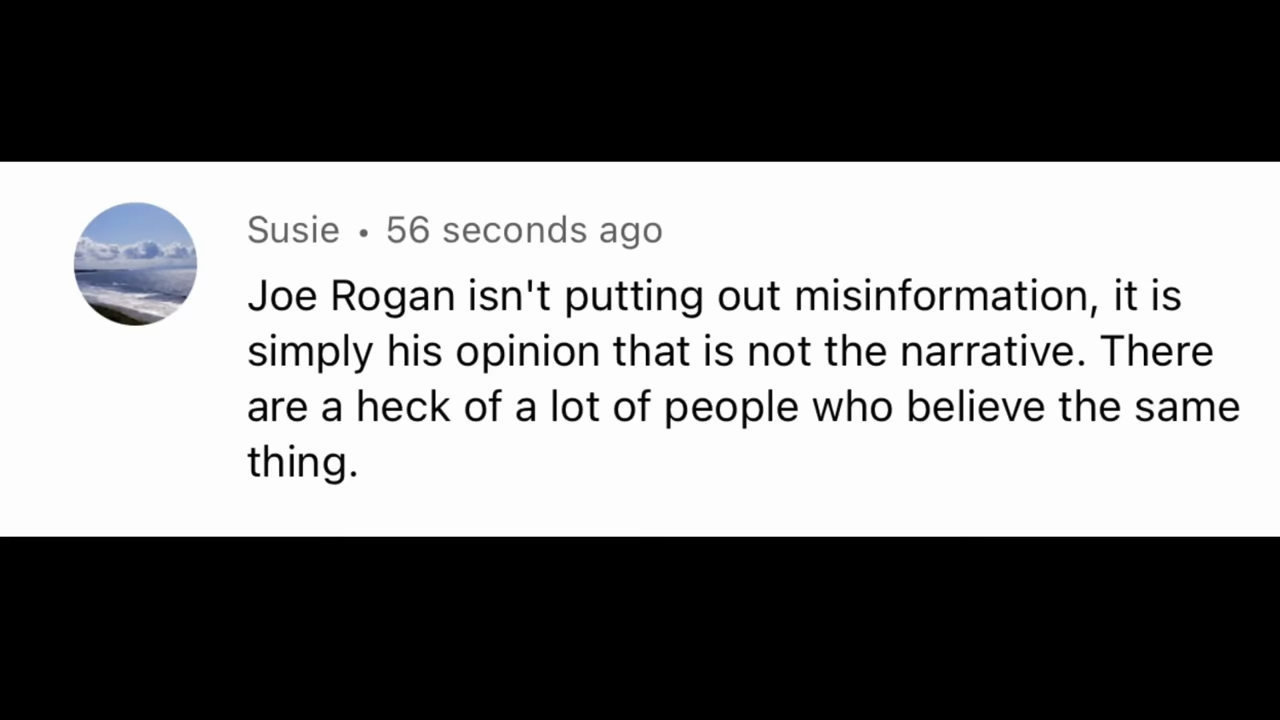 Susie • 56 seconds ago
Joe Rogan isn't putting out misinformation, it is
simply his opinion that is not the narrative. There
are a heck of a lot of people who believe the same
thing.